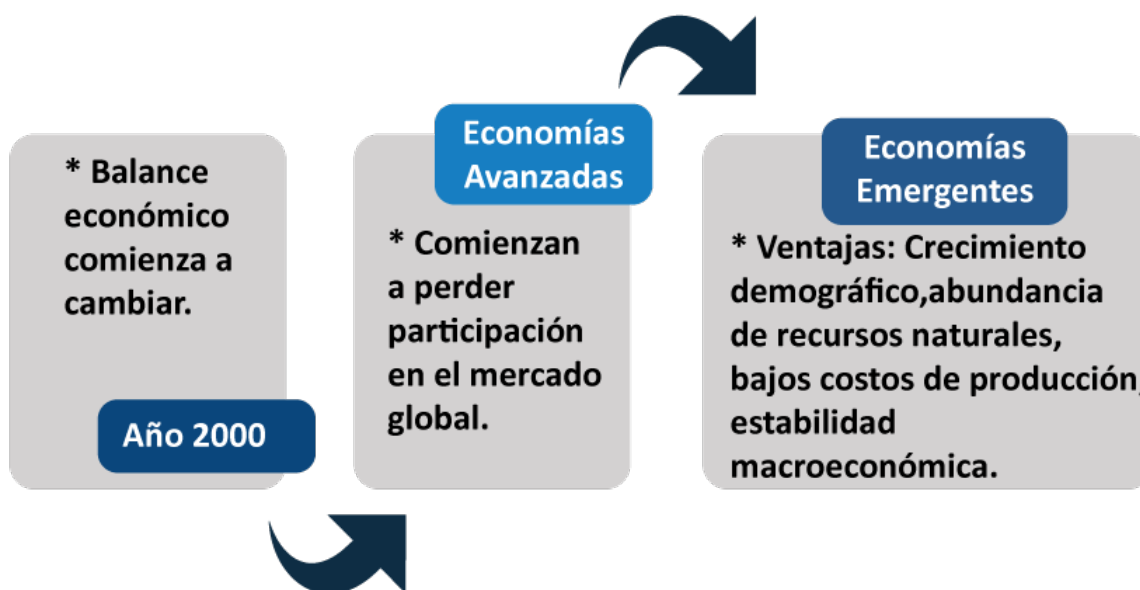 * Balance
económico
comienza a
cambiar.
Año 2000
Economías
Avanzadas
* Comienzan
a perder
participación
en el mercado
global.
Economías
Emergentes
* Ventajas: Crecimiento
demográfico,abundancia
de recursos naturales,
bajos costos de producción,
estabilidad
macroeconómica.